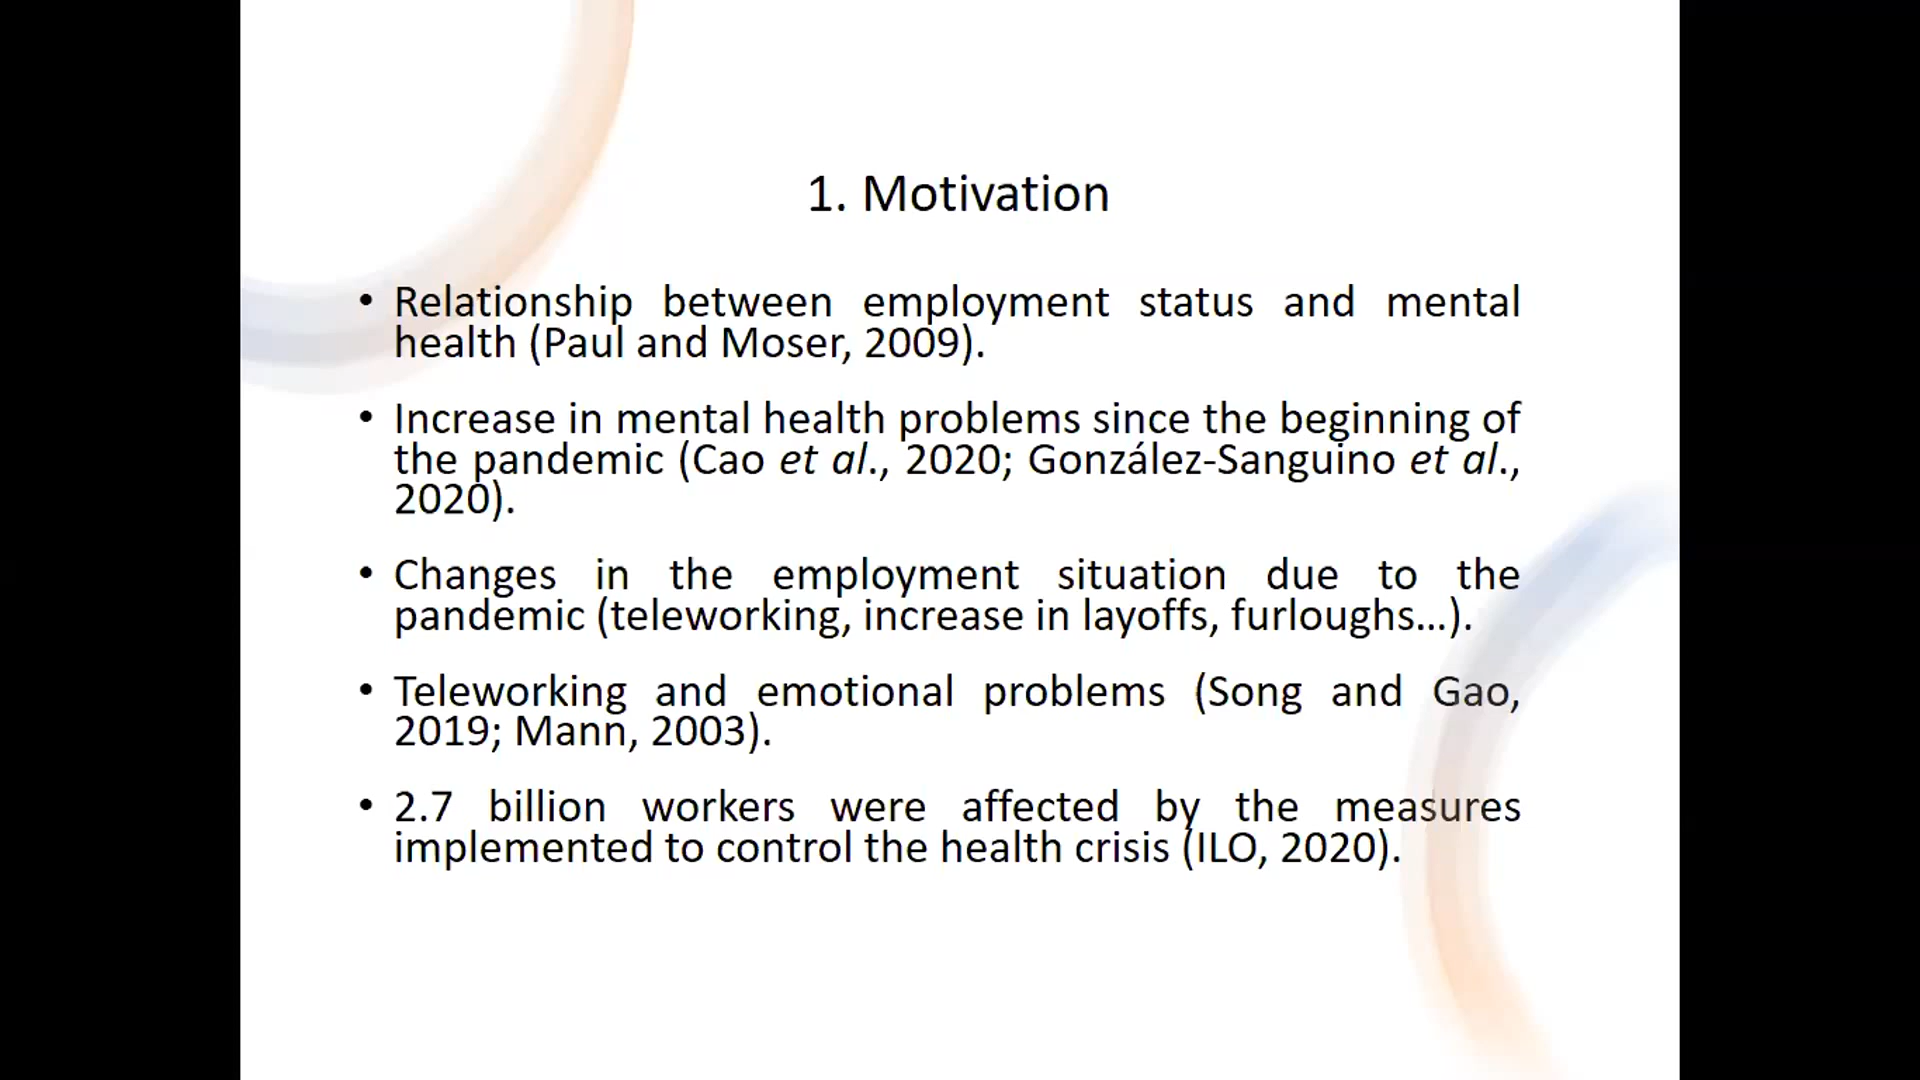 1. Motivation
• Relationship between employment status and mental
health (Paul and Moser, 2009).
• Increase in mental health problems since the beginning of
the pandemic (Cao et al., 2020; González-Sanguino et al.,
2020).
• Changes in the employment situation due to the
pandemic (teleworking, increase in layoffs, furloughs...).
• Teleworking and emotional problems (Song and Gao,
2019; Mann, 2003).
• 2.7 billion workers were affected by the measures
implemented to control the health crisis (ILO, 2020).